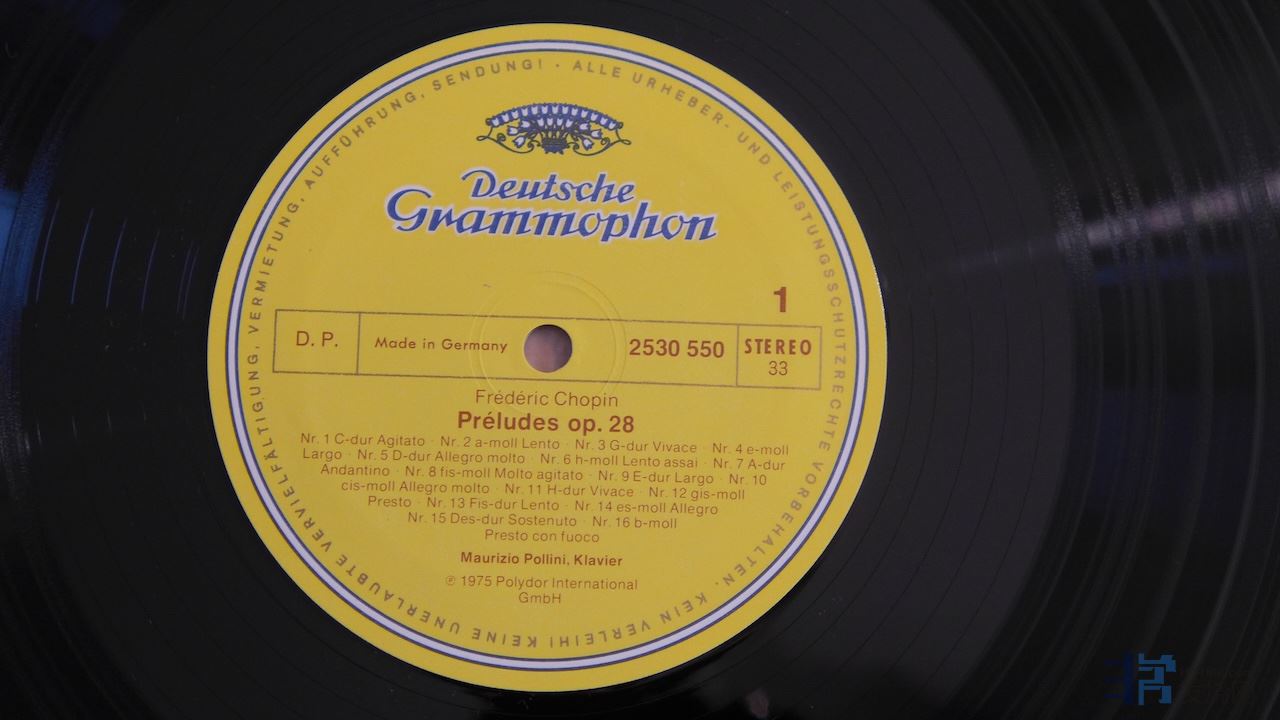 KEINE UNERLAUBTE VERVIELFÄLTIGUNG, VERMIETUNG, AUFFÜHRUNG, SENDUNG! · ALLE URHEBER- UND LEISTUNGSSCHUTZRECHTE VORBEHALTEN. KEIN VERLEIH!
Deutsche
Grammophon
1
D. P.
Made in Germany
2530 550
STEREO
33
Frédéric Chopin
Préludes op. 28
Nr. 1 C-dur Agitato · Nr. 2 a-moll Lento · Nr. 3 G-dur Vivace · Nr. 4 e-moll
Largo · Nr. 5 D-dur Allegro molto · Nr. 6 h-moll Lento assai · Nr. 7 A-dur
Andantino · Nr. 8 fis-moll Molto agitato · Nr. 9 E-dur Largo · Nr. 10
cis-moll Allegro molto · Nr. 11 H-dur Vivace · Nr. 12 gis-moll
Presto · Nr. 13 Fis-dur Lento · Nr. 14 es-moll Allegro
Nr. 15 Des-dur Sostenuto · Nr. 16 b-moll
Presto con fuoco
Maurizio Pollini, Klavier
℗ 1975 Polydor International
GmbH